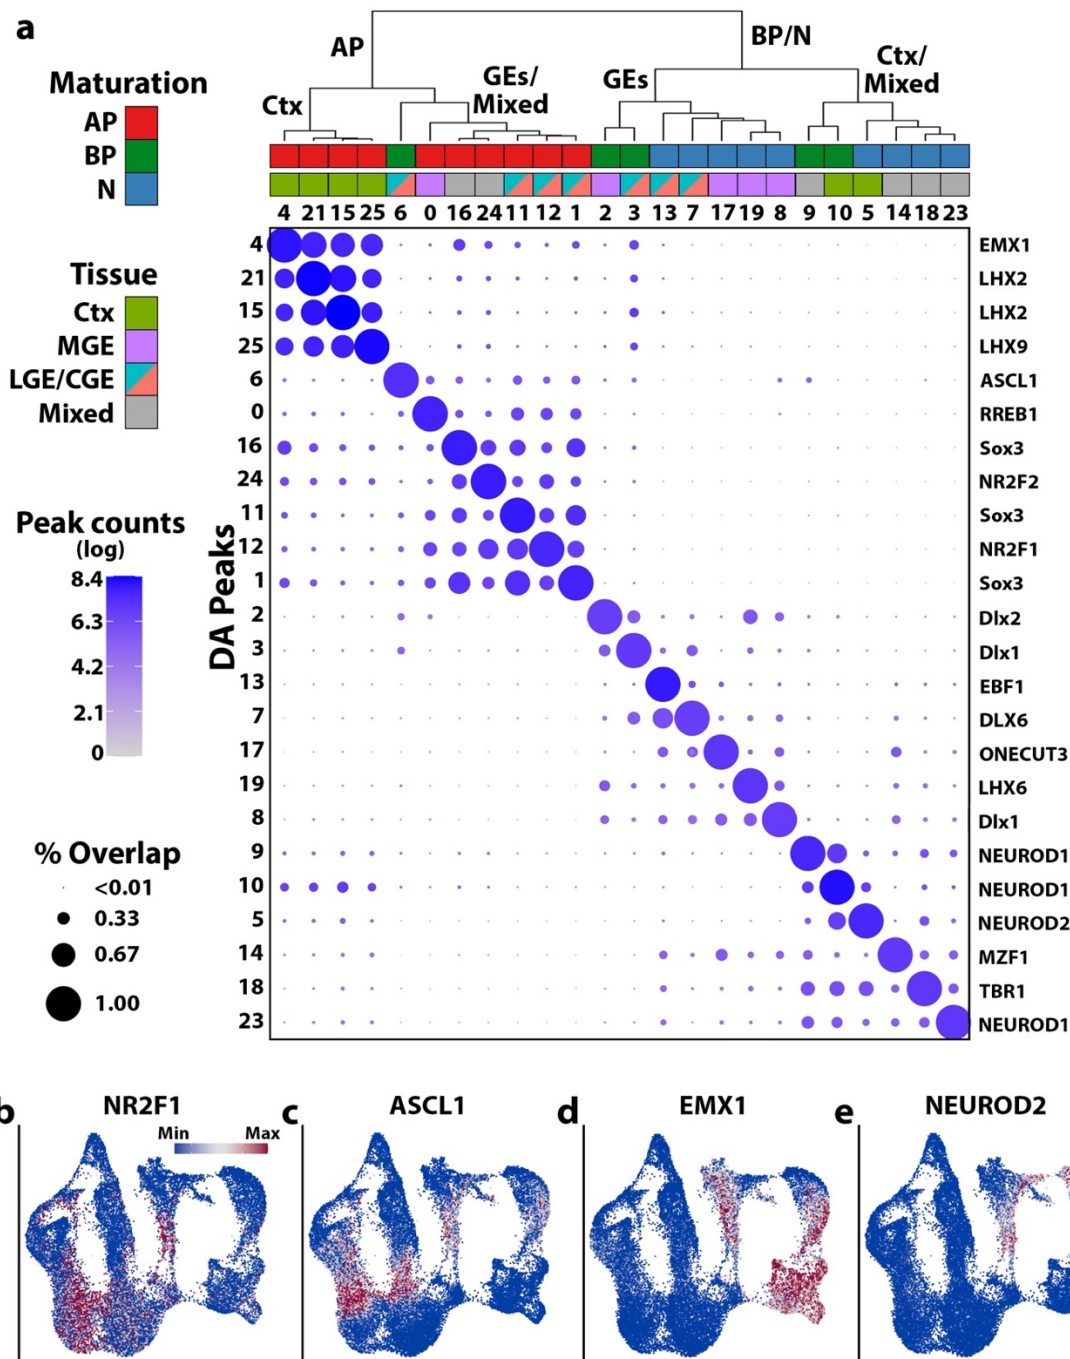 a
AP
BP/N
Ctx
GEs/
Mixed
GEs
Ctx/
Mixed
Maturation
AP
BP
N
4 21 15 25 6 0 16 24 11 12 1 2 3 13 7 17 19 8 9 10 5 14 18 23
Tissue
Ctx
MGE
LGE/CGE
Mixed
Peak counts
(log)
8.4
6.3
4.2
2.1
0
% Overlap
<0.01
0.33
0.67
1.00
DA Peaks
4 EMX1
21 LHX2
15 LHX2
25 LHX9
6 ASCL1
0 RREB1
16 Sox3
24 NR2F2
11 Sox3
12 NR2F1
1 Sox3
2 Dlx2
3 Dlx1
13 EBF1
7 DLX6
17 ONECUT3
19 LHX6
8 Dlx1
9 NEUROD1
10 NEUROD1
5 NEUROD2
14 MZF1
18 TBR1
23 NEUROD1
b NR2F1
Min Max
c ASCL1
d EMX1
e NEUROD2